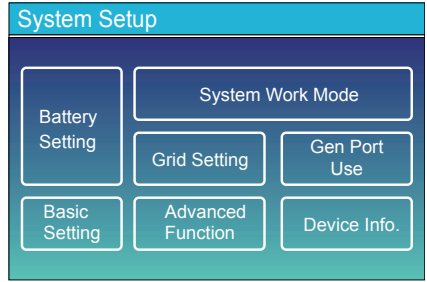 System Setup
Battery
Setting
System Work Mode
Grid Setting
Gen Port
Use
Basic
Setting
Advanced
Function
Device Info.